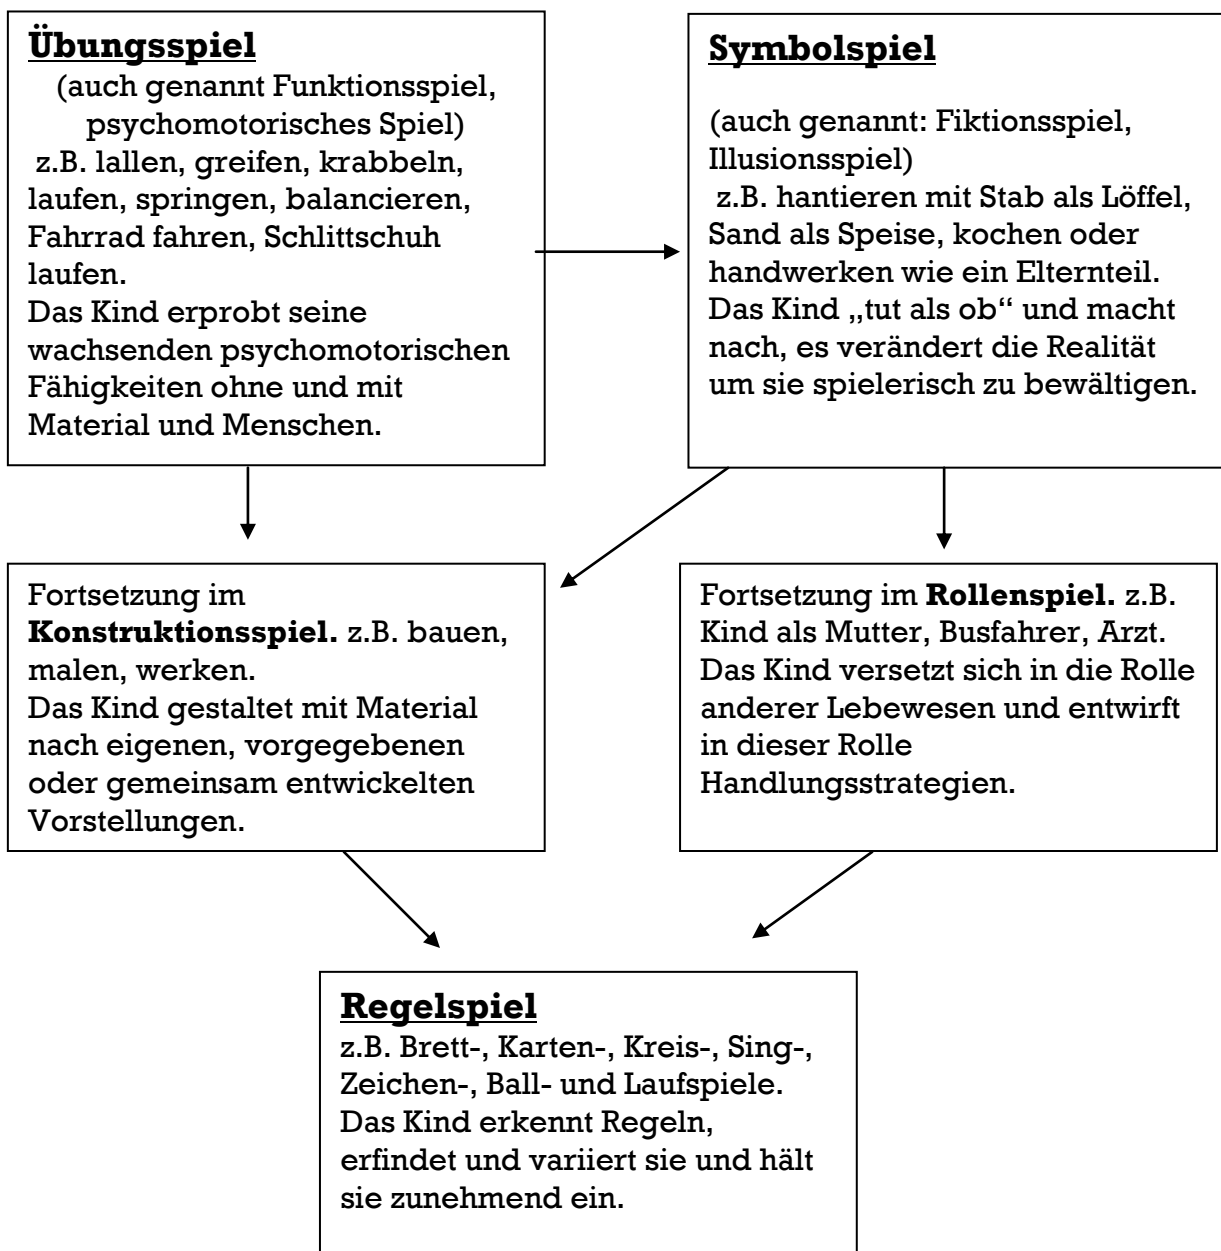 Übungsspiel
(auch genannt Funktionsspiel,
psychomotorisches Spiel)
z.B. lallen, greifen, krabbeln,
laufen, springen, balancieren,
Fahrrad fahren, Schlittschuh
laufen.
Das Kind erprobt seine
wachsenden psychomotorischen
Fähigkeiten ohne und mit
Material und Menschen.
Symbolspiel
(auch genannt: Fiktionsspiel,
Illusionsspiel)
z.B. hantieren mit Stab als Löffel,
Sand als Speise, kochen oder
handwerken wie ein Elternteil.
Das Kind „tut als ob“ und macht
nach, es verändert die Realität
um sie spielerisch zu bewältigen.
Fortsetzung im
Konstruktionsspiel. z.B. bauen,
malen, werken.
Das Kind gestaltet mit Material
nach eigenen, vorgegebenen
oder gemeinsam entwickelten
Vorstellungen.
Fortsetzung im Rollenspiel. z.B.
Kind als Mutter, Busfahrer, Arzt.
Das Kind versetzt sich in die Rolle
anderer Lebewesen und entwirft
in dieser Rolle
Handlungsstrategien.
Regelspiel
z.B. Brett-, Karten-, Kreis-, Sing-,
Zeichen-, Ball- und Laufspiele.
Das Kind erkennt Regeln,
erfindet und variiert sie und hält
sie zunehmend ein.